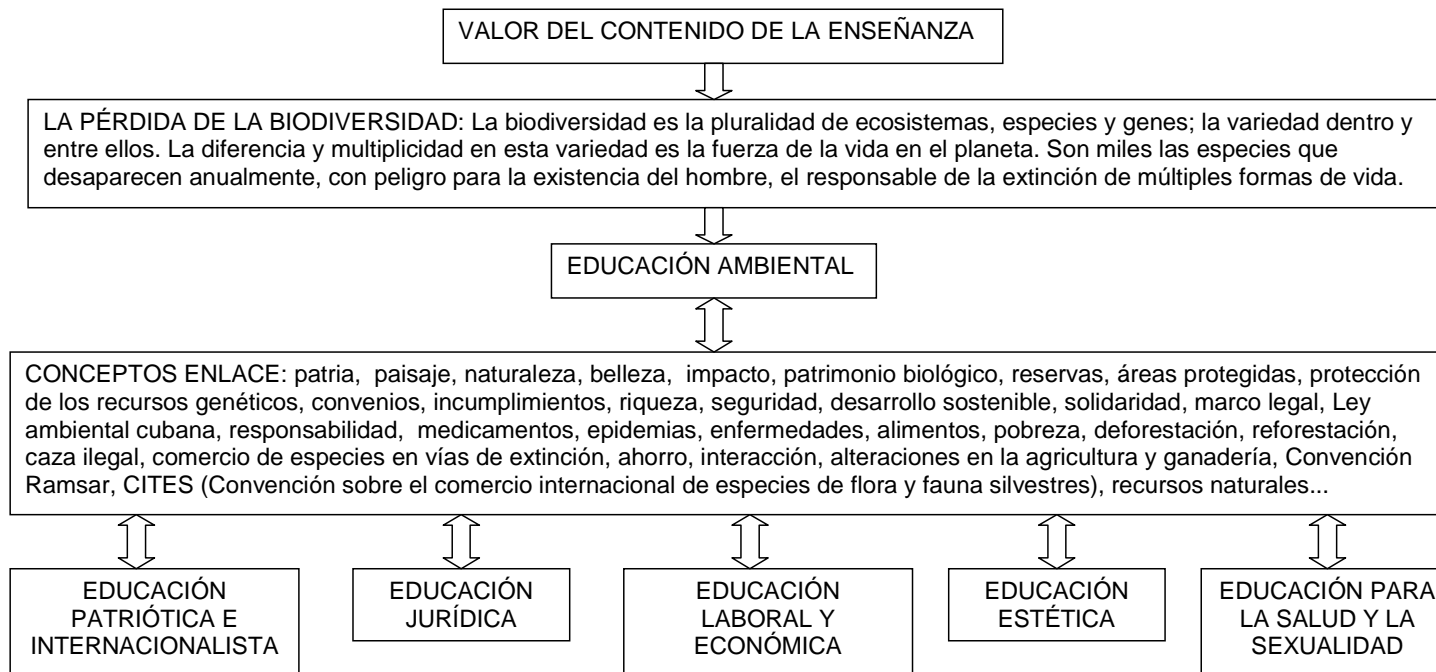 VALOR DEL CONTENIDO DE LA ENSEÑANZA
LA PÉRDIDA DE LA BIODIVERSIDAD: La biodiversidad es la pluralidad de ecosistemas, especies y genes; la variedad dentro y
entre ellos. La diferencia y multiplicidad en esta variedad es la fuerza de la vida en el planeta. Son miles las especies que
desaparecen anualmente, con peligro para la existencia del hombre, el responsable de la extinción de múltiples formas de vida.
EDUCACIÓN AMBIENTAL
CONCEPTOS ENLACE: patria, paisaje, naturaleza, belleza, impacto, patrimonio biológico, reservas, áreas protegidas, protección
de los recursos genéticos, convenios, incumplimientos, riqueza, seguridad, desarrollo sostenible, solidaridad, marco legal, Ley
ambiental cubana, responsabilidad, medicamentos, epidemias, enfermedades, alimentos, pobreza, deforestación, reforestación,
caza ilegal, comercio de especies en vías de extinción, ahorro, interacción, alteraciones en la agricultura y ganadería, Convención
Ramsar, CITES (Convención sobre el comercio internacional de especies de flora y fauna silvestres), recursos naturales...
EDUCACIÓN
PATRIÓTICA E
INTERNACIONALISTA
EDUCACIÓN
JURÍDICA
EDUCACIÓN
LABORAL Y
ECONÓMICA
EDUCACIÓN
ESTÉTICA
EDUCACIÓN PARA
LA SALUD Y LA
SEXUALIDAD